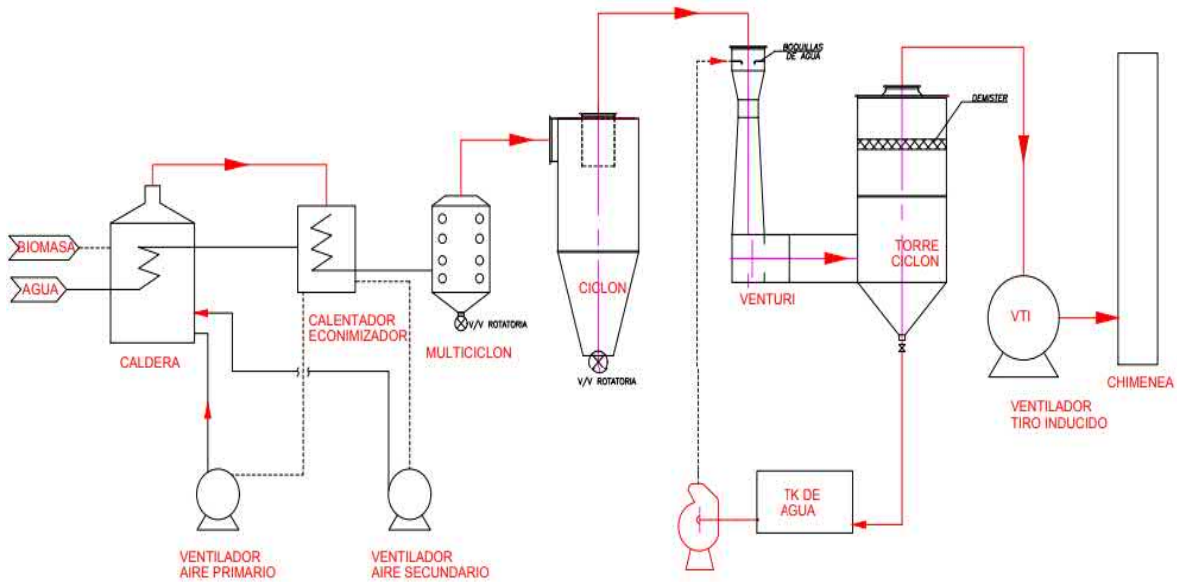 BOQUILLAS
DE AGUA
DEMISTER
BIOMASA
AGUA
CALDERA
CALENTADOR
ECONIMIZADOR
V/V ROTATORIA
MULTICICLON
CICLON
V/V ROTATORIA
VENTURI
TORRE
CICLON
VTI
VENTILADOR
TIRO INDUCIDO
CHIMENEA
TK DE
AGUA
VENTILADOR
AIRE PRIMARIO
VENTILADOR
AIRE SECUNDARIO